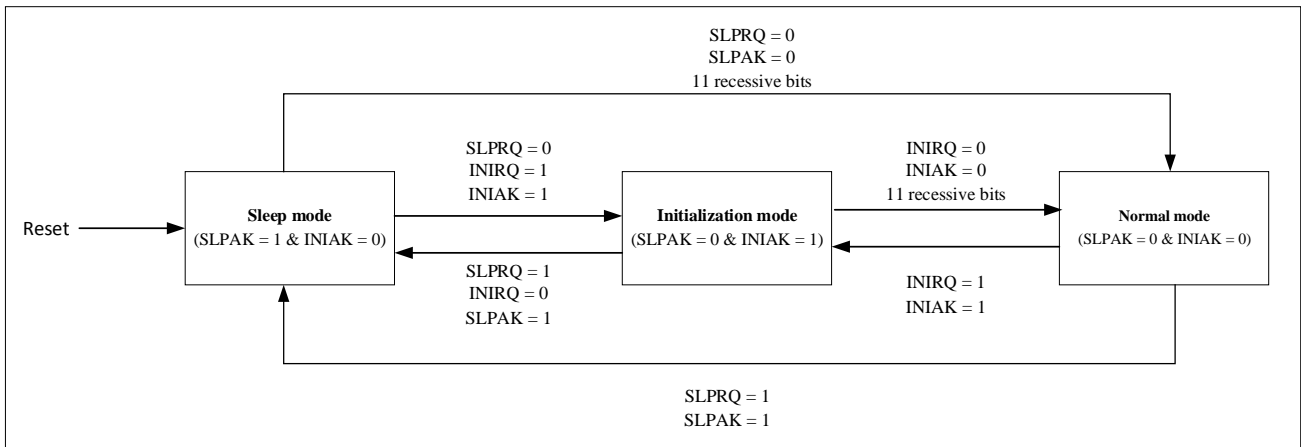 SLPRQ = 0
SLPAK = 0
11 recessive bits
SLPRQ = 0
INIRQ = 1
INIAK = 1
INIRQ = 0
INIAK = 0
11 recessive bits
Reset
Sleep mode
(SLPAK = 1 & INIAK = 0)
Initialization mode
(SLPAK = 0 & INIAK = 1)
Normal mode
(SLPAK = 0 & INIAK = 0)
SLPRQ = 1
INIRQ = 0
SLPAK = 1
INIRQ = 1
INIAK = 1
SLPRQ = 1
SLPAK = 1